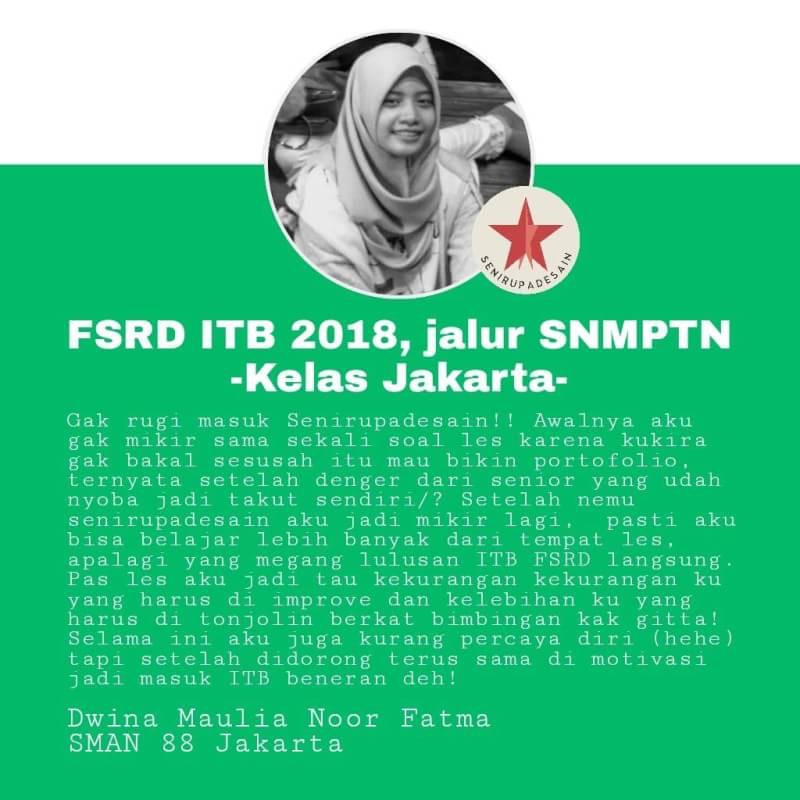 SENIRUPADESAIN
FSRD ITB 2018, jalur SNMPTN
-Kelas Jakarta-
Gak rugi masuk Senirupadesain!! Awalnya aku
gak mikir sama sekali soal les karena kukira
gak bakal sesusah itu mau bikin portofolio,
ternyata setelah denger dari senior yang udah
nyoba jadi takut sendiri/? Setelah nemu
senirupadesain aku jadi mikir lagi, pasti aku
bisa belajar lebih banyak dari tempat les,
apalagi yang megang lulusan ITB FSRD langsung.
Pas les aku jadi tau kekurangan kekurangan ku
yang harus di improve dan kelebihan ku yang
harus di tonjolin berkat bimbingan kak gitta!
Selama ini aku juga kurang percaya diri (hehe)
tapi setelah didorong terus sama di motivasi
jadi masuk ITB beneran deh!
Dwina Maulia Noor Fatma
SMAN 88 Jakarta